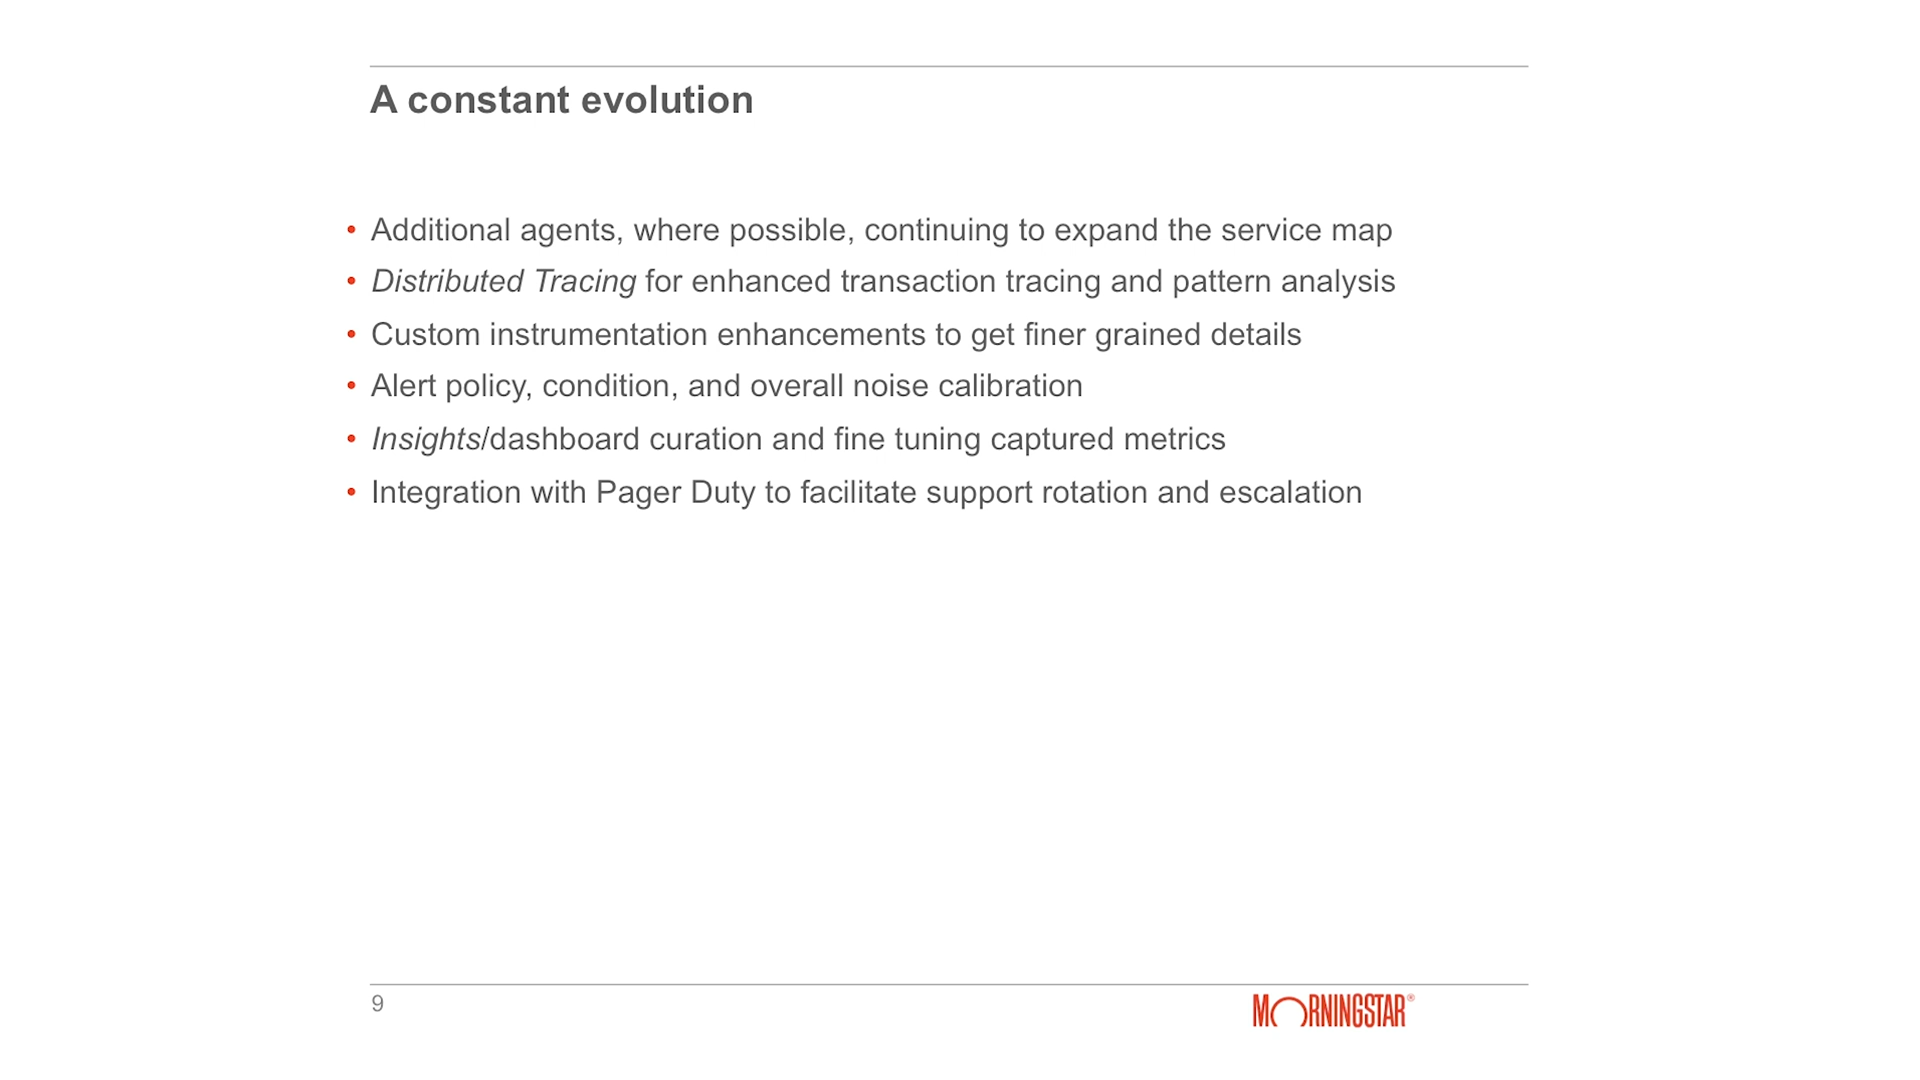 A constant evolution
• Additional agents, where possible, continuing to expand the service map
• Distributed Tracing for enhanced transaction tracing and pattern analysis
• Custom instrumentation enhancements to get finer grained details
• Alert policy, condition, and overall noise calibration
• Insights/dashboard curation and fine tuning captured metrics
• Integration with Pager Duty to facilitate support rotation and escalation
9
MORNINGSTAR®